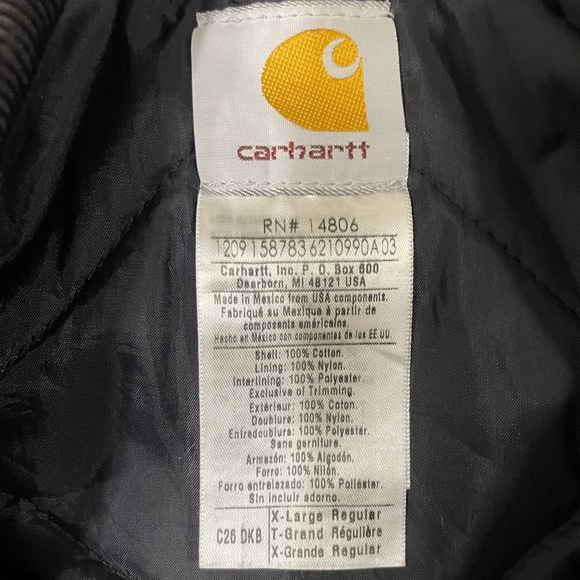 carhartt
RN# 14806
12091587836210990A03
Carhartt, Inc. P. O. Box 600
Dearborn, MI 48121 USA
Made in Mexico from USA components.
Fabriqué au Mexique à partir de
composants américains.
Hecho en México con componentes de los EE.UU.
Shell: 100% Cotton.
Lining: 100% Nylon.
Interlining: 100% Polyester.
Exclusive of Trimming.
Extérieur: 100% Coton.
Doublure: 100% Nylon.
Entredoublure: 100% Polyester.
Sans garniture.
Armazón: 100% Algodón.
Forro: 100% Nilón.
Forro entrelazado: 100% Poliéster.
Sin incluir adorno.
C26 DKB
X-Large Regular
T-Grand Régulière
X-Grande Regular